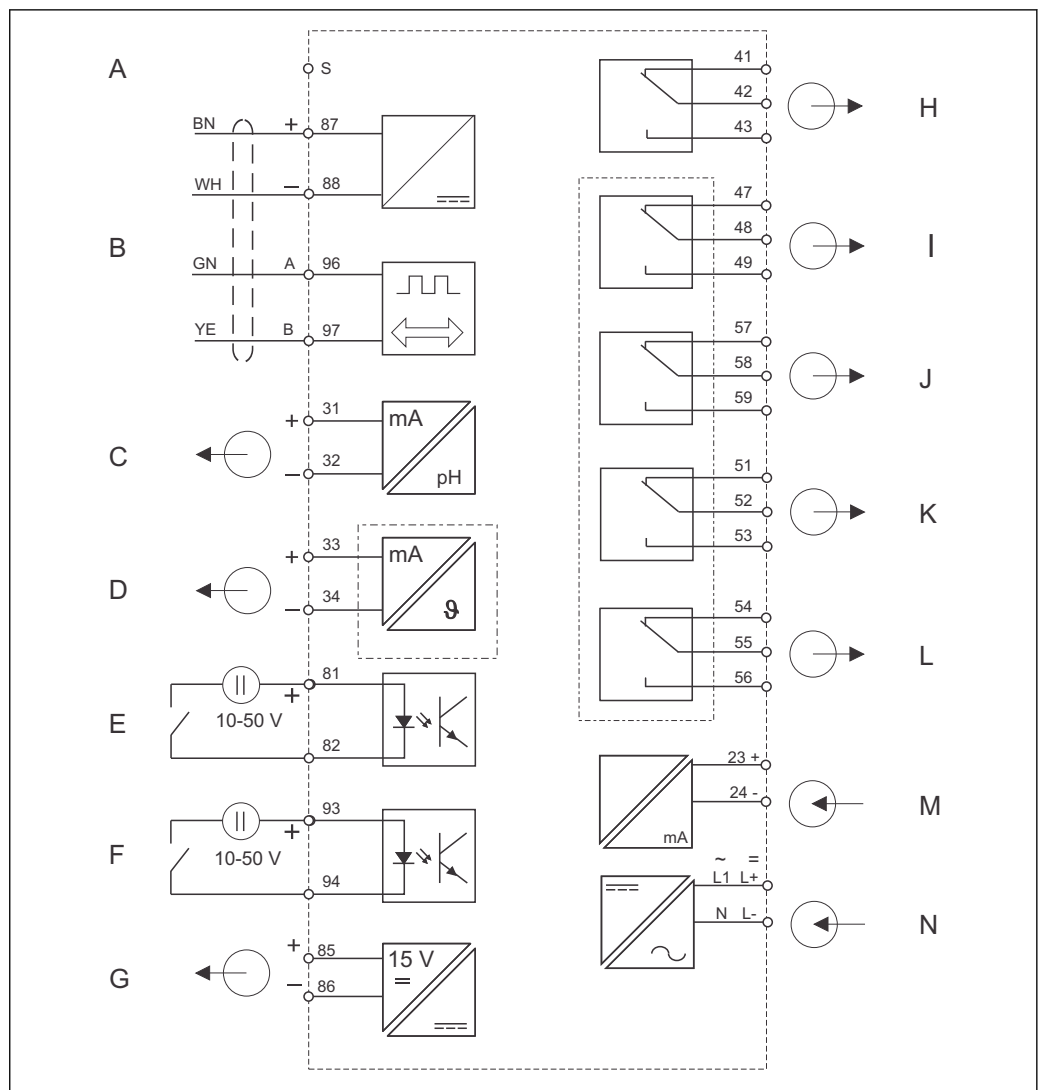 A
S
BN + 87
WH − 88
B
GN A 96
YE B 97
C
+ 31
− 32
mA
pH
D
+ 33
− 34
mA
ϑ
E
10-50 V
+ 81
82
F
10-50 V
+ 93
94
G
+ 85
− 86
15 V
=
41
42
43
H
47
48
49
I
57
58
59
J
51
52
53
K
54
55
56
L
23 +
24 -
mA
M
~ =
L1 L+
N L-
N